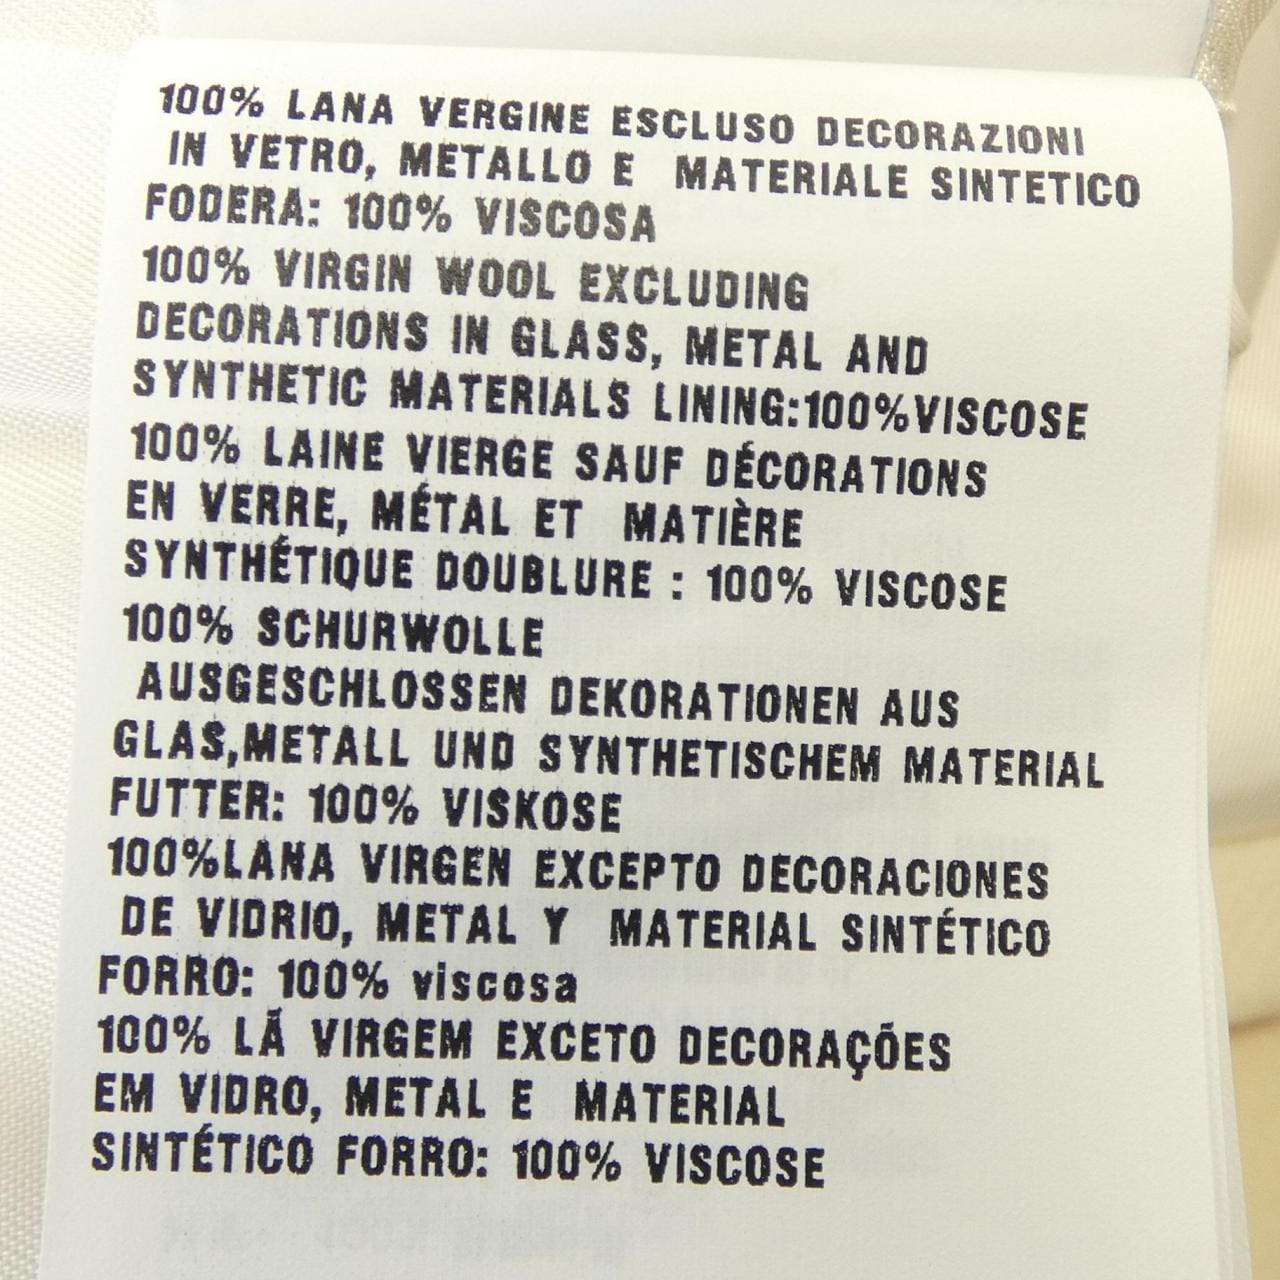 100% LANA VERGINE ESCLUSO DECORAZIONI
IN VETRO, METALLO E MATERIALE SINTETICO
FODERA: 100% VISCOSA
100% VIRGIN WOOL EXCLUDING
DECORATIONS IN GLASS, METAL AND
SYNTHETIC MATERIALS LINING:100%VISCOSE
100% LAINE VIERGE SAUF DÉCORATIONS
EN VERRE, MÉTAL ET MATIÈRE
SYNTHÉTIQUE DOUBLURE : 100% VISCOSE
100% SCHURWOLLE
AUSGESCHLOSSEN DEKORATIONEN AUS
GLAS,METALL UND SYNTHETISCHEM MATERIAL
FUTTER: 100% VISKOSE
100%LANA VIRGEN EXCEPTO DECORACIONES
DE VIDRIO, METAL Y MATERIAL SINTÉTICO
FORRO: 100% viscosa
100% LÃ VIRGEM EXCETO DECORAÇÕES
EM VIDRO, METAL E MATERIAL
SINTÉTICO FORRO: 100% VISCOSE